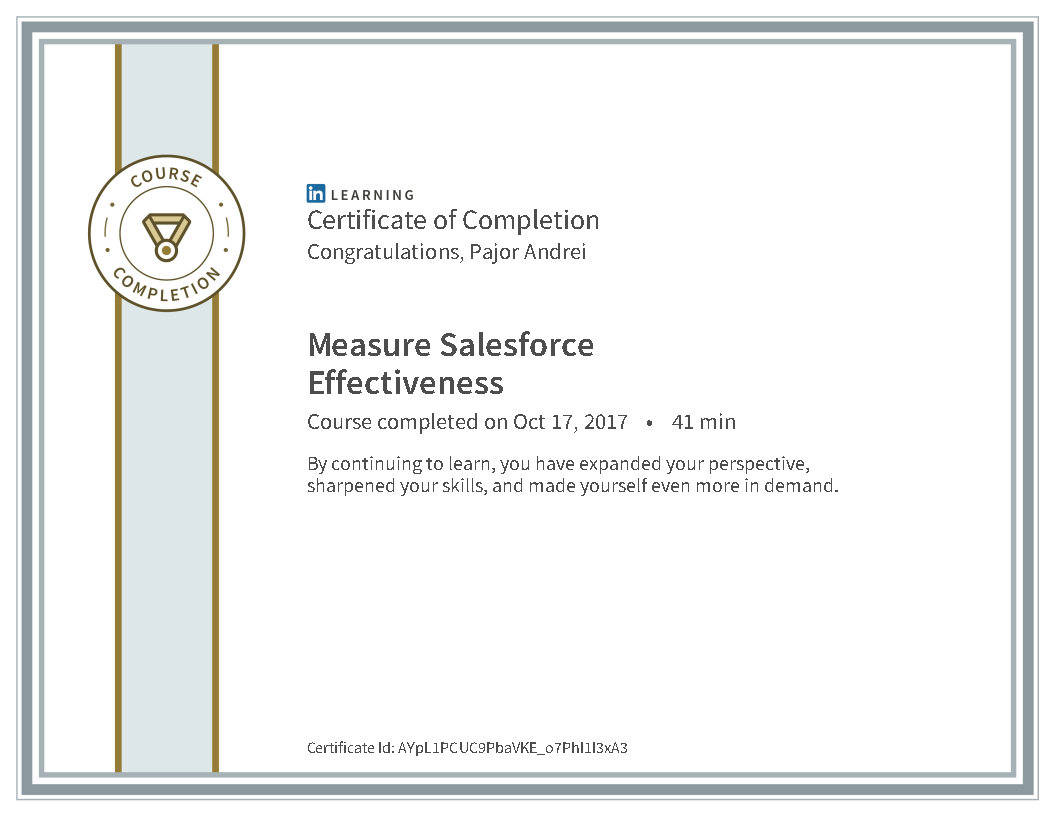 COURSE
COMPLETION
in LEARNING
Certificate of Completion
Congratulations, Pajor Andrei
Measure Salesforce
Effectiveness
Course completed on Oct 17, 2017 • 41 min
By continuing to learn, you have expanded your perspective,
sharpened your skills, and made yourself even more in demand.
Certificate Id: AYpL1PCUC9PbaVKE_o7PhI1l3xA3